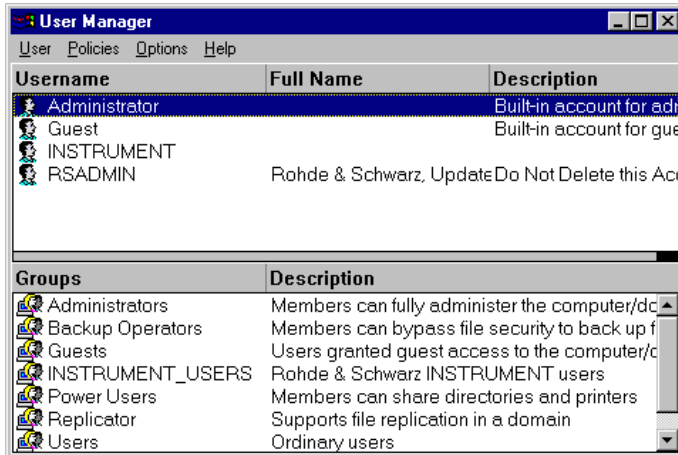 User Manager
User Policies Options Help
Username Full Name Description
Administrator Built-in account for adr
Guest Built-in account for gue
INSTRUMENT
RSADMIN Rohde & Schwarz, Update Do Not Delete this Acc
Groups Description
Administrators Members can fully administer the computer/do
Backup Operators Members can bypass file security to back up f
Guests Users granted guest access to the computer/c
INSTRUMENT_USERS Rohde & Schwarz INSTRUMENT users
Power Users Members can share directories and printers
Replicator Supports file replication in a domain
Users Ordinary users